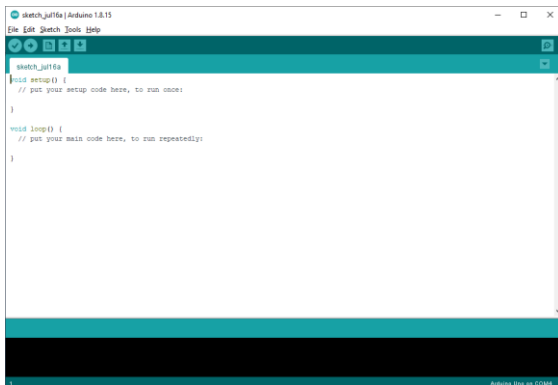 sketch_jul16a | Arduino 1.8.15
File Edit Sketch Tools Help
sketch_jul16a
void setup() {
// put your setup code here, to run once:
}
void loop() {
// put your main code here, to run repeatedly:
}
1
Arduino Uno on COM4